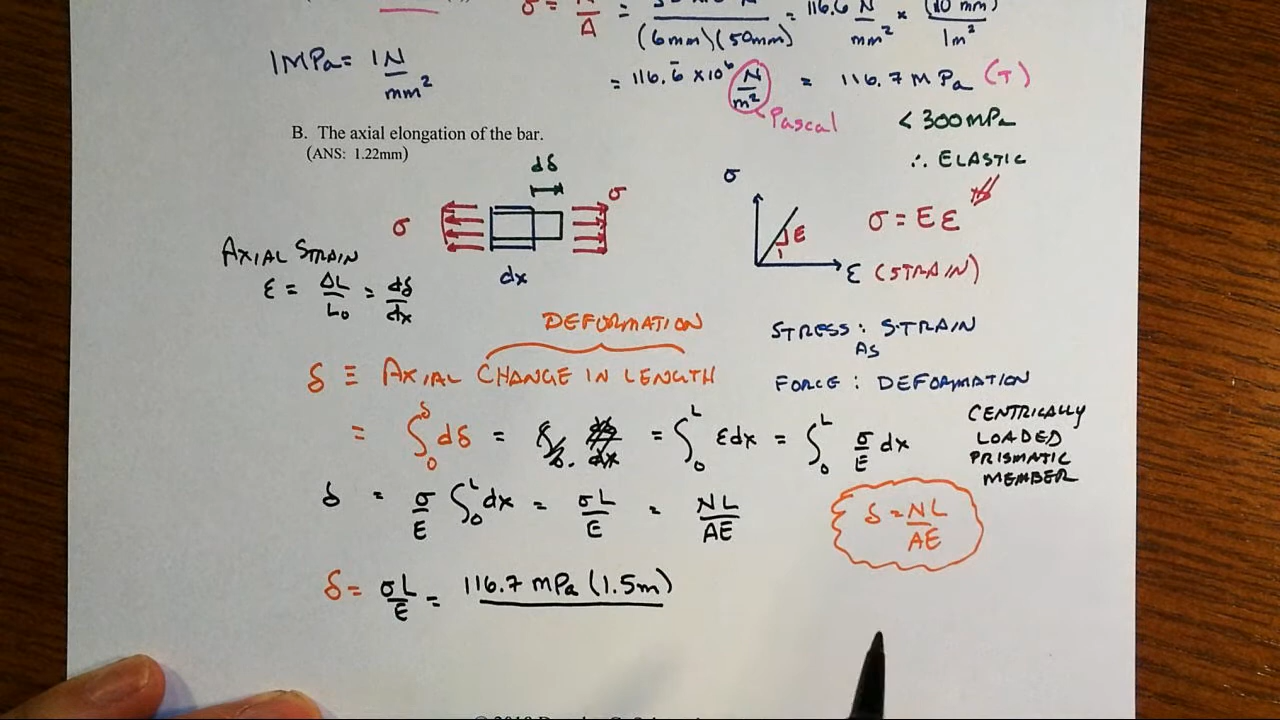 σ = N/A = = 116.6 N/mm² × (10 mm)/1m²
(6mm)(50mm)
1MPa = 1N/mm²
= 116.6̄ ×10⁶ N/m² = 116.7 MPa (T)
Pascal
< 300MPa
B. The axial elongation of the bar.
(ANS: 1.22mm)
∴ ELASTIC
dδ
σ
σ
σ
E
1
σ = Eε
ε (STRAIN)
dx
AXIAL STRAIN
ε = ΔL/L₀ = dδ/dx
DEFORMATION
STRESS : STRAIN
AS
FORCE : DEFORMATION
δ ≡ AXIAL CHANGE IN LENGTH
= ∫₀^δ dδ = = ∫₀^L εdx = ∫₀^L σ/E dx
CENTRICALLY
LOADED
PRISMATIC
MEMBER
δ = σ/E ∫₀^L dx = σL/E = NL/AE
δ = NL/AE
δ = σL/E = 116.7 MPa (1.5m)